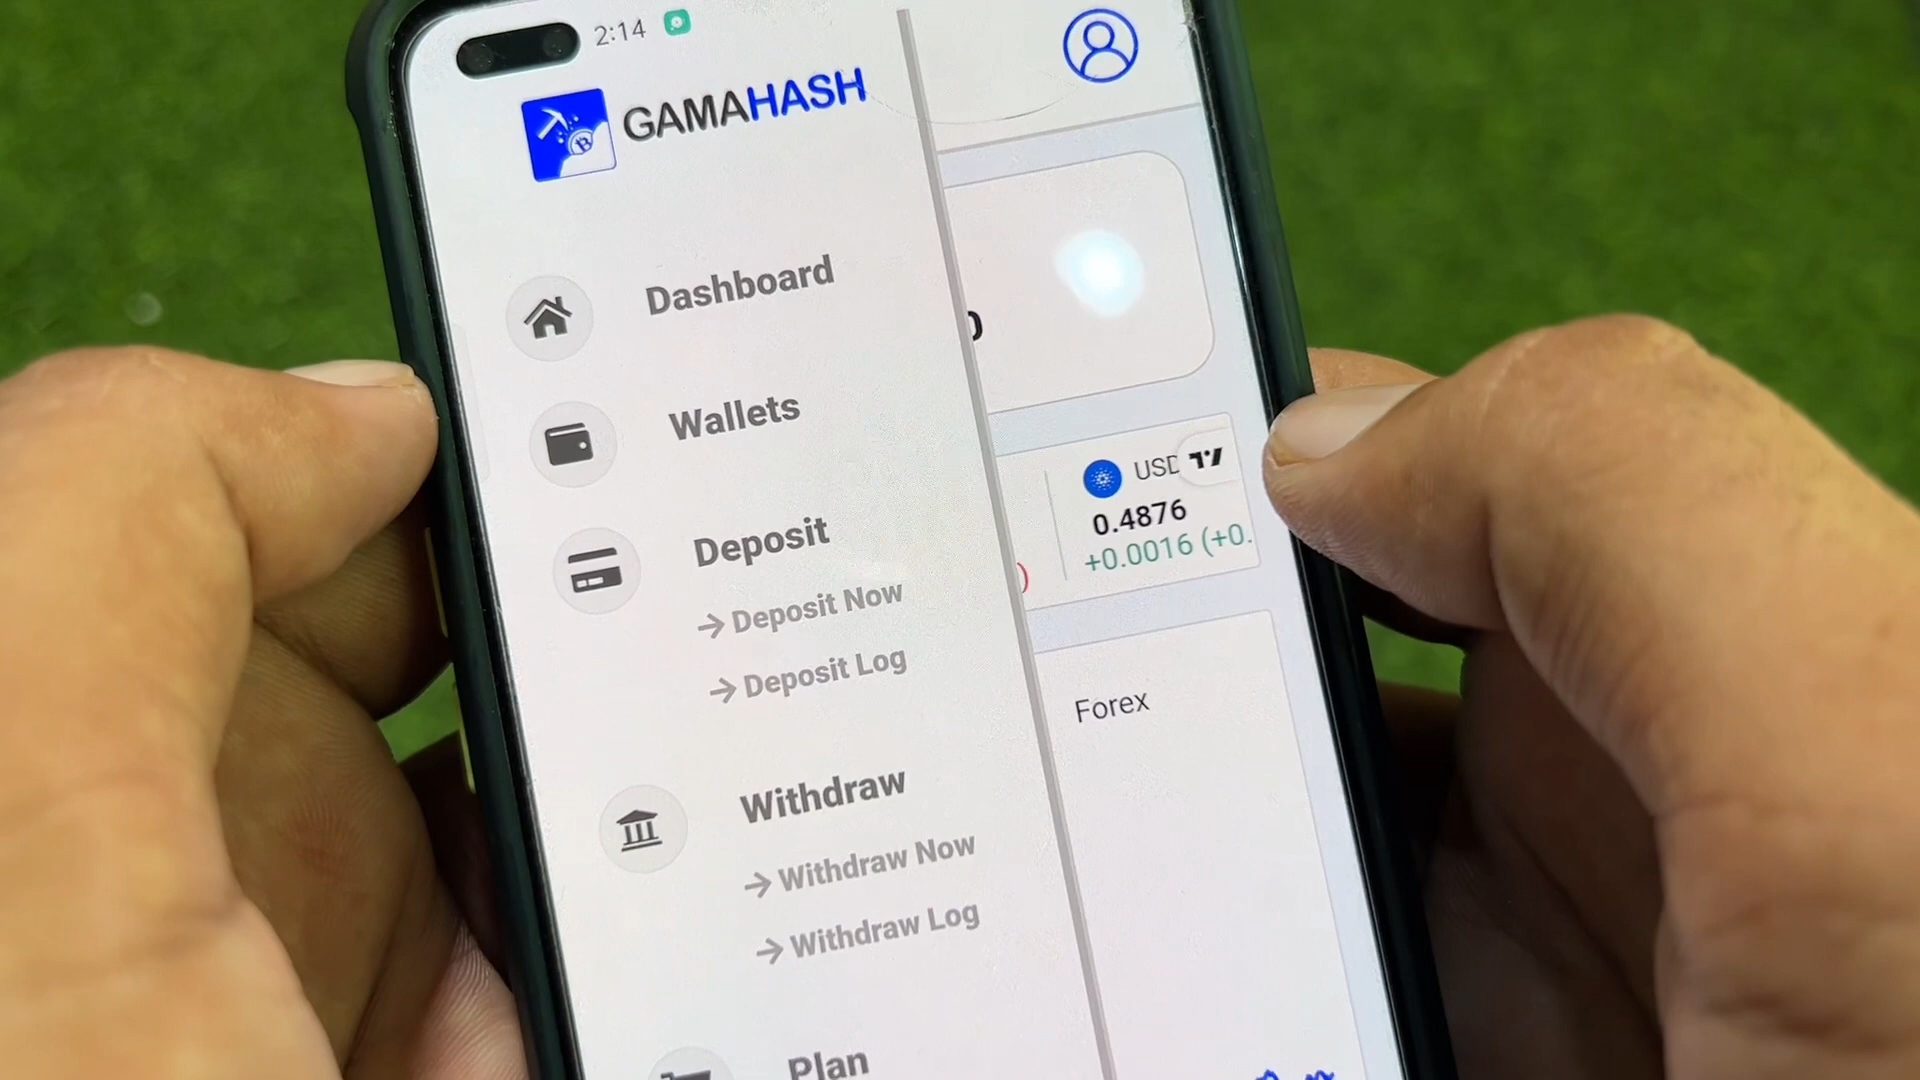 2:14
GAMAHASH
Dashboard
Wallets
Deposit
→ Deposit Now
→ Deposit Log
Withdraw
→ Withdraw Now
→ Withdraw Log
Plan
USD
0.4876
+0.0016 (+0.
)
Forex